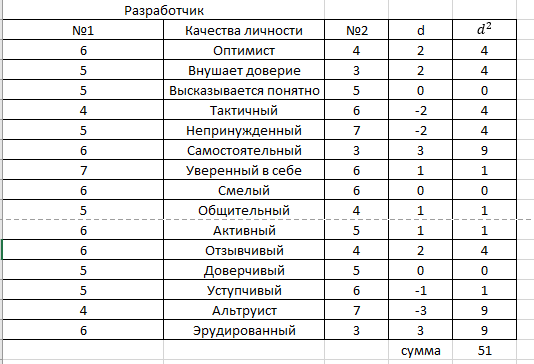 Разработчик
№1 Качества личности №2 d d²
6 Оптимист 4 2 4
5 Внушает доверие 3 2 4
5 Высказывается понятно 5 0 0
4 Тактичный 6 -2 4
5 Непринужденный 7 -2 4
6 Самостоятельный 3 3 9
7 Уверенный в себе 6 1 1
6 Смелый 6 0 0
5 Общительный 4 1 1
6 Активный 5 1 1
6 Отзывчивый 4 2 4
5 Доверчивый 5 0 0
5 Уступчивый 6 -1 1
4 Альтруист 7 -3 9
6 Эрудированный 3 3 9
сумма 51